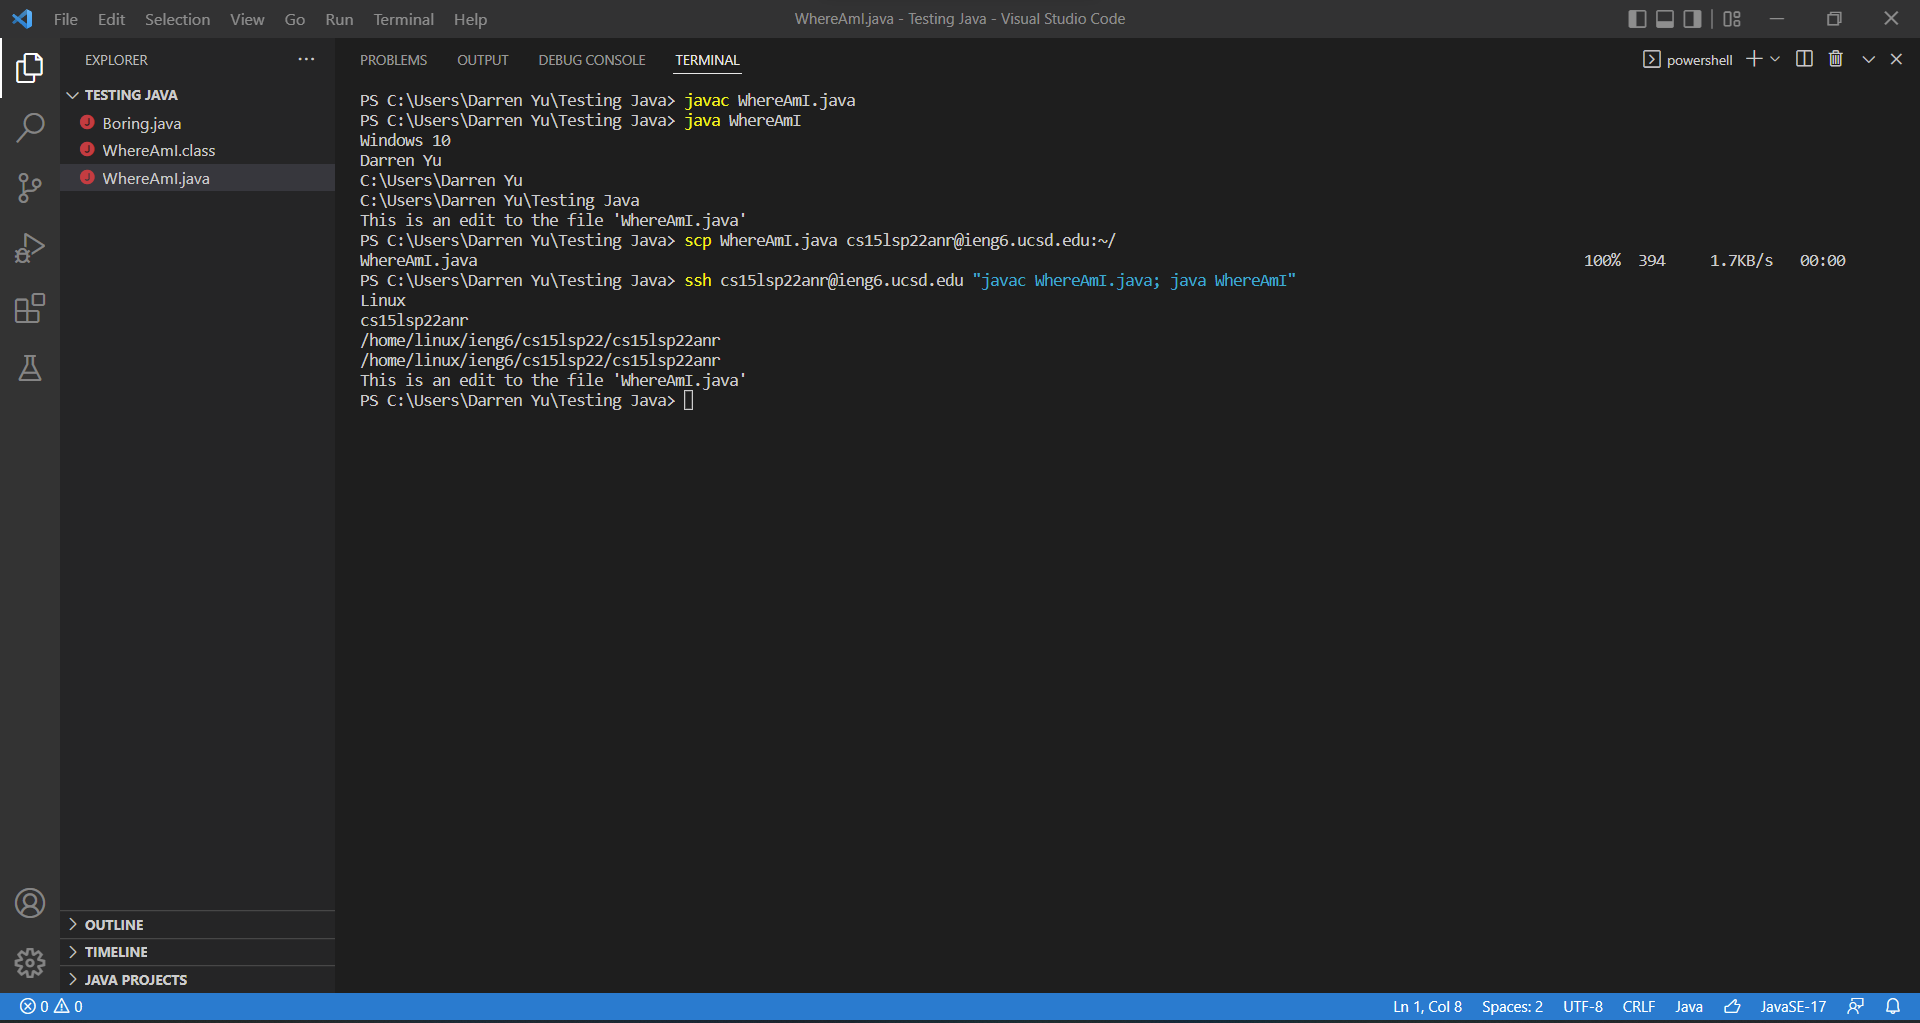 File Edit Selection View Go Run Terminal Help
WhereAmI.java - Testing Java - Visual Studio Code
EXPLORER
TESTING JAVA
Boring.java
WhereAmI.class
WhereAmI.java
OUTLINE
TIMELINE
JAVA PROJECTS
PROBLEMS OUTPUT DEBUG CONSOLE TERMINAL
powershell
PS C:\Users\Darren Yu\Testing Java> javac WhereAmI.java
PS C:\Users\Darren Yu\Testing Java> java WhereAmI
Windows 10
Darren Yu
C:\Users\Darren Yu
C:\Users\Darren Yu\Testing Java
This is an edit to the file 'WhereAmI.java'
PS C:\Users\Darren Yu\Testing Java> scp WhereAmI.java cs15lsp22anr@ieng6.ucsd.edu:~/
WhereAmI.java 100% 394 1.7KB/s 00:00
PS C:\Users\Darren Yu\Testing Java> ssh cs15lsp22anr@ieng6.ucsd.edu "javac WhereAmI.java; java WhereAmI"
Linux
cs15lsp22anr
/home/linux/ieng6/cs15lsp22/cs15lsp22anr
/home/linux/ieng6/cs15lsp22/cs15lsp22anr
This is an edit to the file 'WhereAmI.java'
PS C:\Users\Darren Yu\Testing Java>
0 0
Ln 1, Col 8 Spaces: 2 UTF-8 CRLF Java JavaSE-17